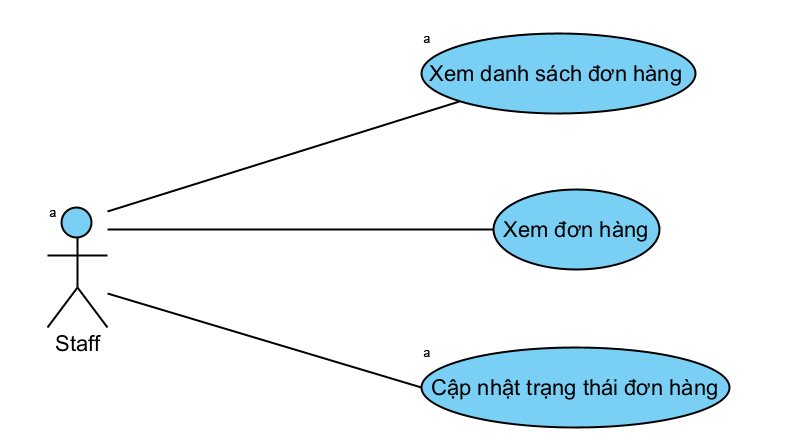 a
Xem danh sách đơn hàng
a
Xem đơn hàng
Staff
a
Cập nhật trạng thái đơn hàng